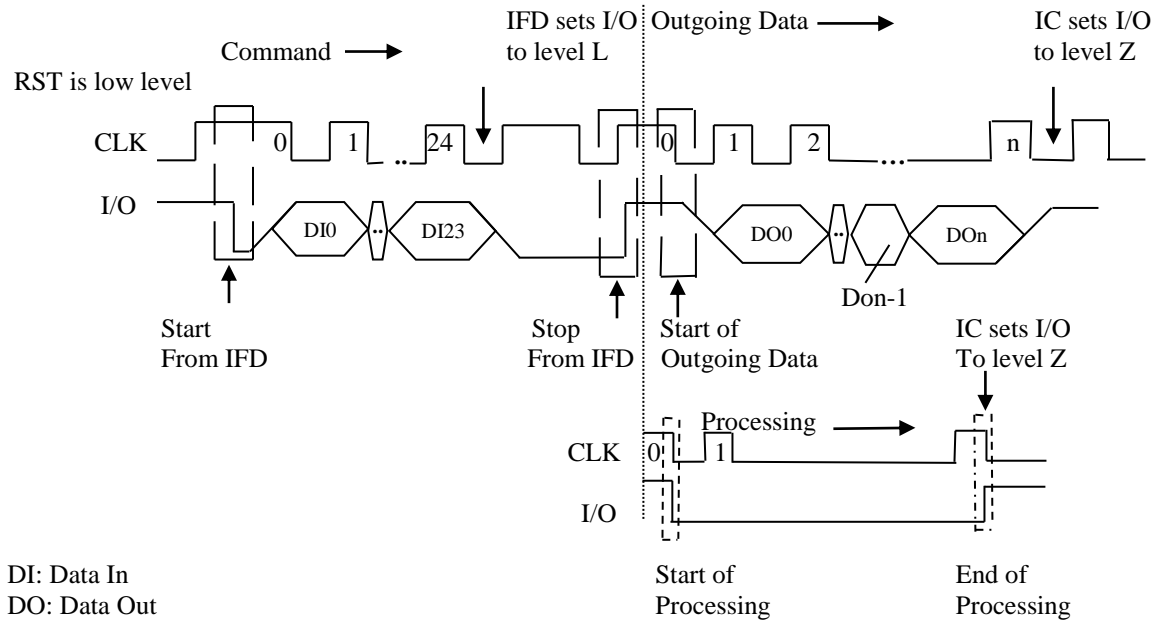 IFD sets I/O
to level L
Outgoing Data
IC sets I/O
to level Z
Command
RST is low level
CLK
0
1
..
24
0
1
2
...
n
I/O
DI0
..
DI23
DO0
..
DOn
Don-1
Start
From IFD
Stop
From IFD
Start of
Outgoing Data
IC sets I/O
To level Z
Processing
CLK
0
1
I/O
DI: Data In
DO: Data Out
Start of
Processing
End of
Processing